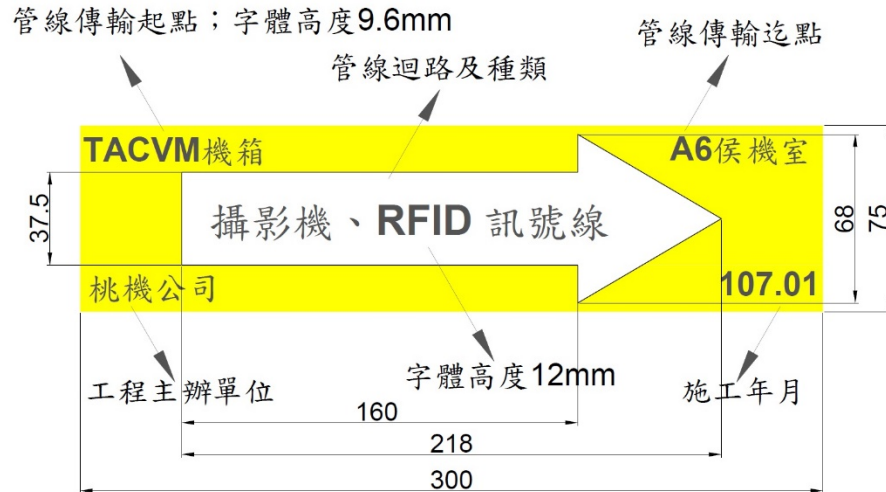 管線傳輸起點；字體高度9.6mm
管線傳輸迄點
管線迴路及種類
TACVM機箱
A6侯機室
37.5
攝影機、RFID 訊號線
68
75
桃機公司
107.01
工程主辦單位
字體高度12mm
施工年月
160
218
300